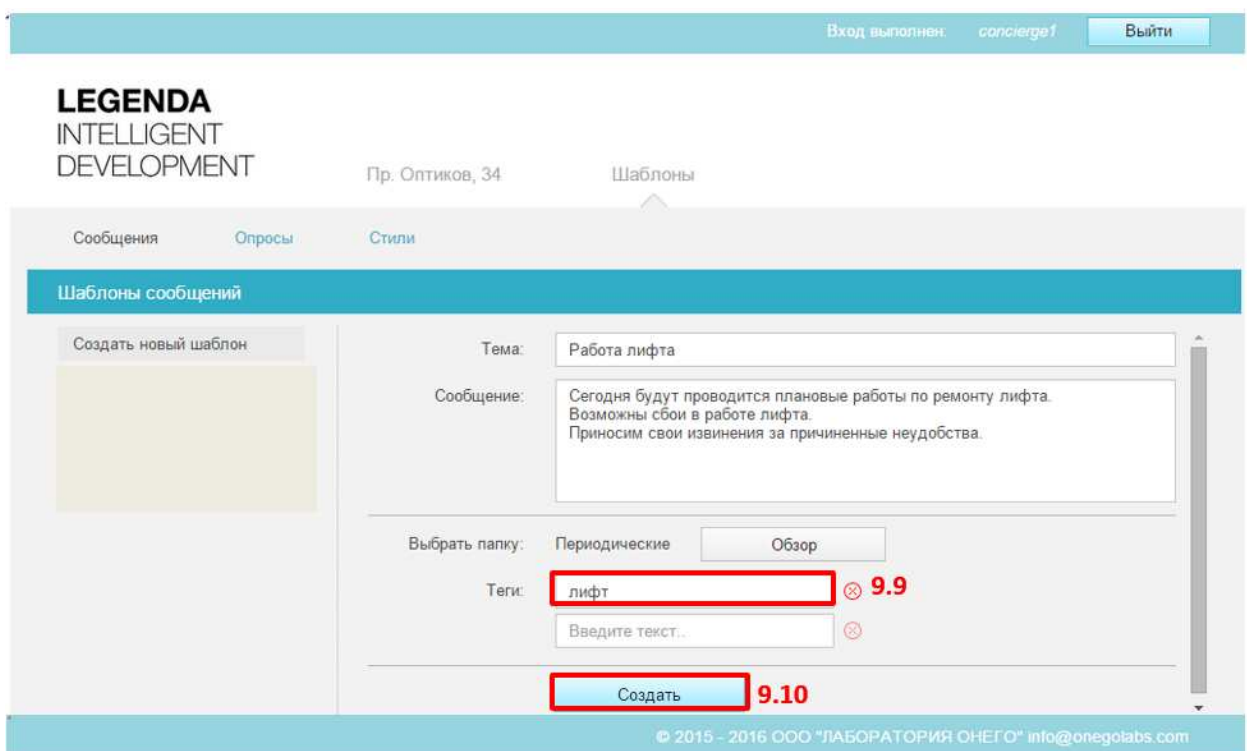 Вход выполнен: concierge1 Выйти
LEGENDA
INTELLIGENT
DEVELOPMENT
Пр. Оптиков, 34 Шаблоны
Сообщения Опросы Стили
Шаблоны сообщений
Создать новый шаблон
Тема: Работа лифта
Сообщение: Сегодня будут проводится плановые работы по ремонту лифта.
Возможны сбои в работе лифта.
Приносим свои извинения за причиненные неудобства.
Выбрать папку: Периодические Обзор
Теги: лифт 9.9
Введите текст..
Создать 9.10
© 2015 - 2016 ООО "ЛАБОРАТОРИЯ ОНЕГО" info@onegolabs.com